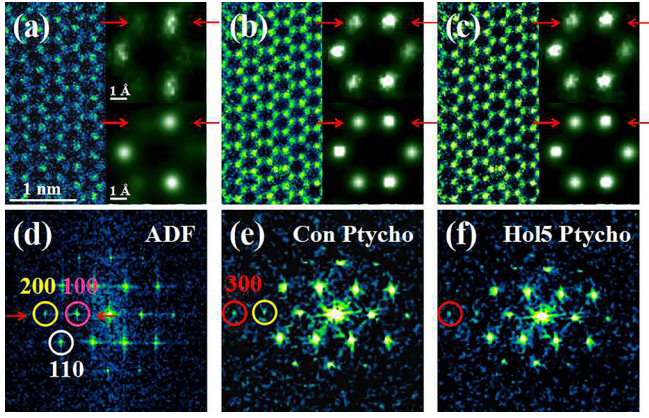 (a)
(b)
(c)
1 Å
1 Å
1 nm
(d)
ADF
(e)
Con Ptycho
(f)
Hol5 Ptycho
200
100
300
110